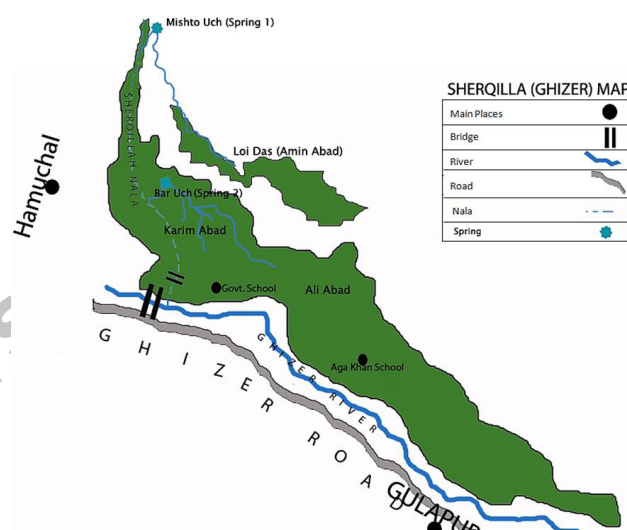 Mishto Uch (Spring 1)
SHERQILLAH NALA
SHERQILLA (GHIZER) MAP
Main Places
Bridge
River
Road
Nala
Spring
Hamuchal
Loi Das (Amin Abad)
Bar Uch (Spring 2)
Karim Abad
Govt. School
Ali Abad
GHIZER RIVER
Aga Khan School
GHIZER ROAD
GULAPUR